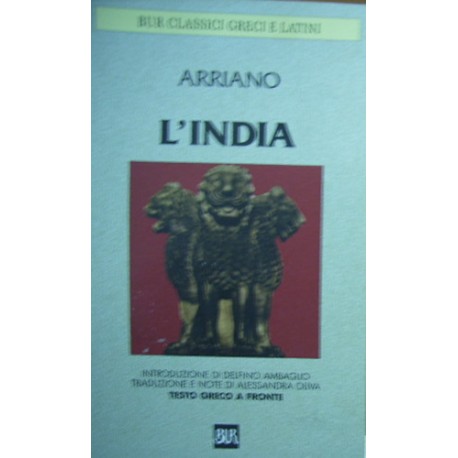 BUR CLASSICI GRECI E LATINI
ARRIANO
L'INDIA
INTRODUZIONE DI DELFINO AMBAGLIO
TRADUZIONE E NOTE DI ALESSANDRA OLIVA
TESTO GRECO A FRONTE
BUR